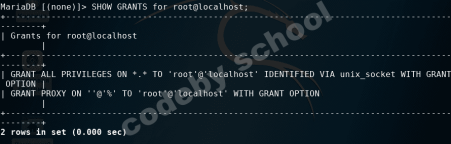 MariaDB [(none)]> SHOW GRANTS for root@localhost;
+-----------------------------------------------------------------------------------------
--------+
| Grants for root@localhost
        |
+-----------------------------------------------------------------------------------------
--------+
| GRANT ALL PRIVILEGES ON *.* TO 'root'@'localhost' IDENTIFIED VIA unix_socket WITH GRANT
 OPTION |
| GRANT PROXY ON ''@'%' TO 'root'@'localhost' WITH GRANT OPTION
        |
+-----------------------------------------------------------------------------------------
--------+
2 rows in set (0.000 sec)
codeby school